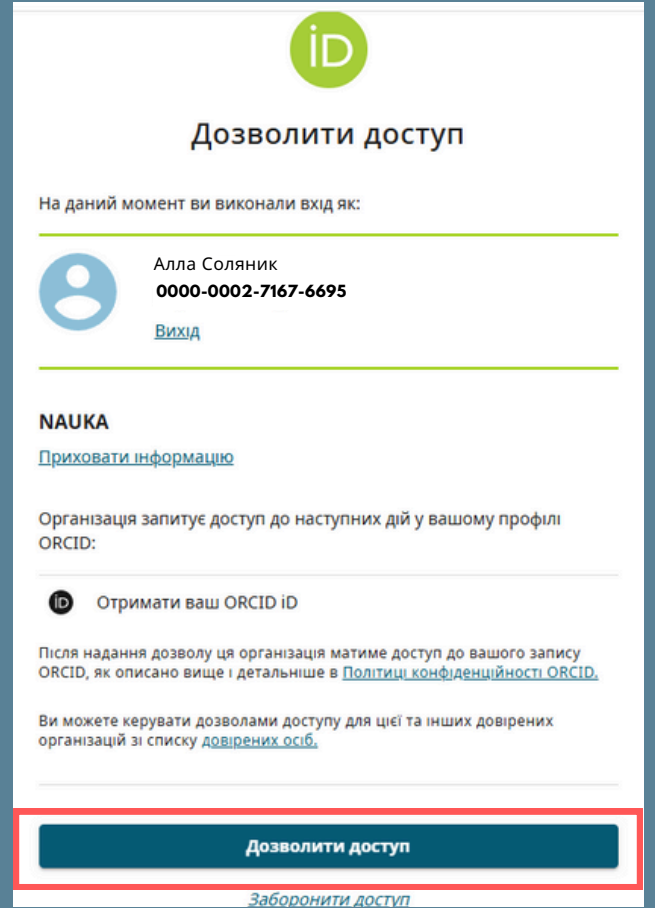 iD
Дозволити доступ
На даний момент ви виконали вхід як:
Алла Соляник
0000-0002-7167-6695
Вихід
NAUKA
Приховати інформацію
Організація запитує доступ до наступних дій у вашому профілі
ORCID:
iD Отримати ваш ORCID iD
Після надання дозволу ця організація матиме доступ до вашого запису
ORCID, як описано вище і детальніше в Політиці конфіденційності ORCID.
Ви можете керувати дозволами доступу для цієї та інших довірених
організацій зі списку довірених осіб.
Дозволити доступ
Заборонити доступ